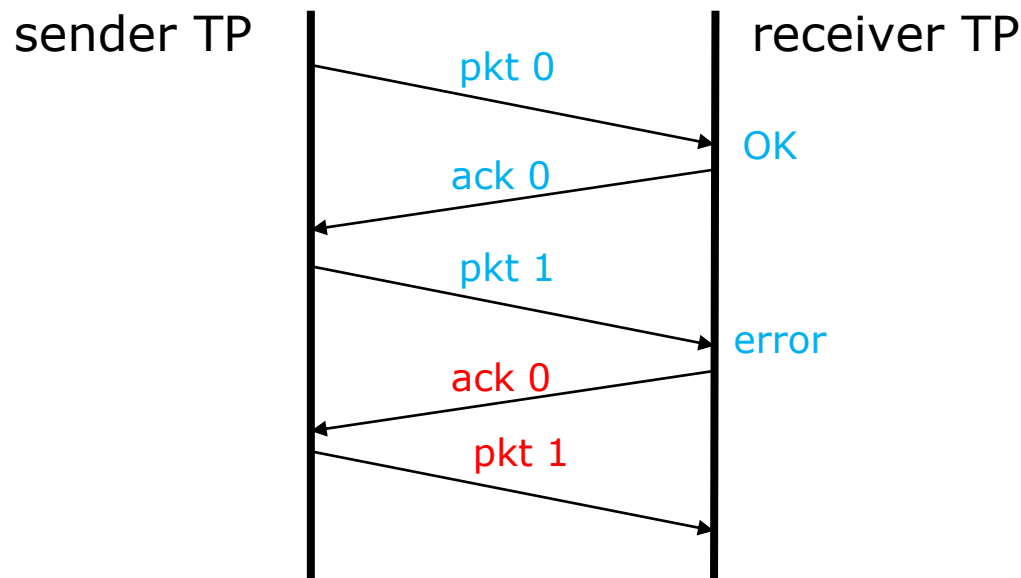 sender TP
receiver TP
pkt 0
OK
ack 0
pkt 1
error
ack 0
pkt 1